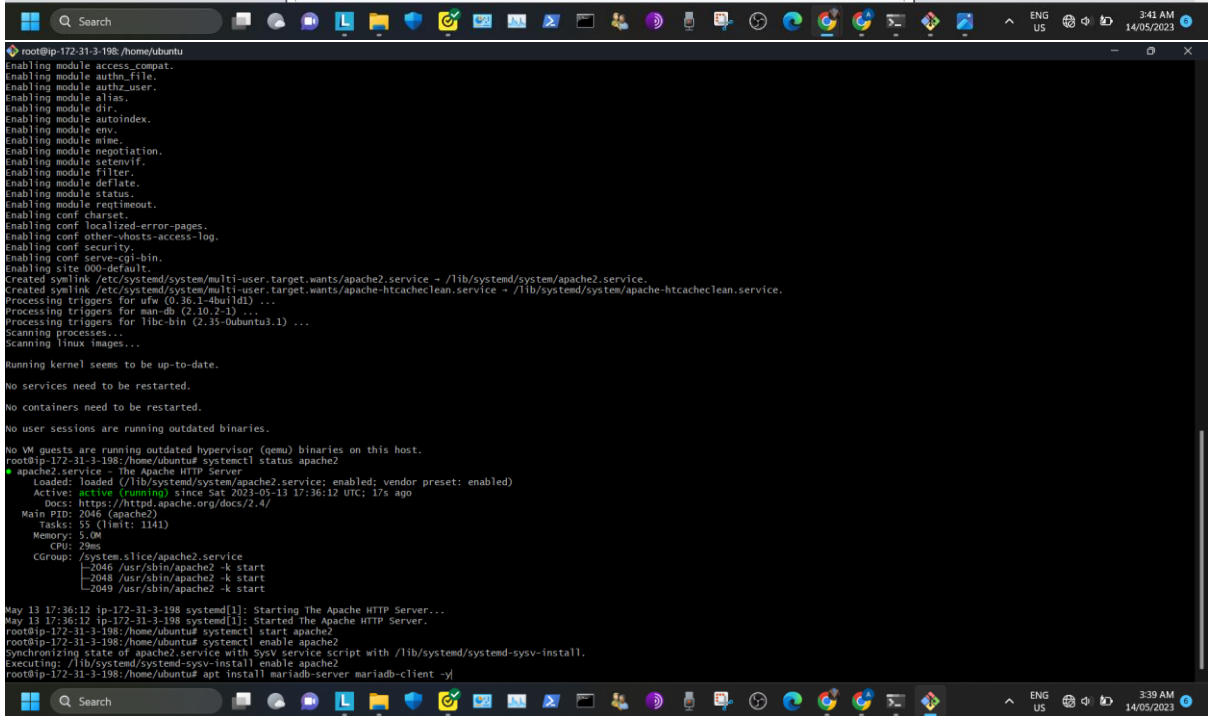 Search
ENG
US
3:41 AM
14/05/2023
6
root@ip-172-31-3-198: /home/ubuntu
Enabling module access_compat.
Enabling module authn_file.
Enabling module authz_user.
Enabling module alias.
Enabling module dir.
Enabling module autoindex.
Enabling module env.
Enabling module mime.
Enabling module negotiation.
Enabling module setenvif.
Enabling module filter.
Enabling module deflate.
Enabling module status.
Enabling module reqtimeout.
Enabling conf charset.
Enabling conf localized-error-pages.
Enabling conf other-vhosts-access-log.
Enabling conf security.
Enabling conf serve-cgi-bin.
Enabling site 000-default.
Created symlink /etc/systemd/system/multi-user.target.wants/apache2.service → /lib/systemd/system/apache2.service.
Created symlink /etc/systemd/system/multi-user.target.wants/apache-htcacheclean.service → /lib/systemd/system/apache-htcacheclean.service.
Processing triggers for ufw (0.36.1-4build1) ...
Processing triggers for man-db (2.10.2-1) ...
Processing triggers for libc-bin (2.35-0ubuntu3.1) ...
Scanning processes...
Scanning linux images...
Running kernel seems to be up-to-date.
No services need to be restarted.
No containers need to be restarted.
No user sessions are running outdated binaries.
No VM guests are running outdated hypervisor (qemu) binaries on this host.
root@ip-172-31-3-198:/home/ubuntu# systemctl status apache2
● apache2.service - The Apache HTTP Server
Loaded: loaded (/lib/systemd/system/apache2.service; enabled; vendor preset: enabled)
Active: active (running) since Sat 2023-05-13 17:36:12 UTC; 17s ago
Docs: https://httpd.apache.org/docs/2.4/
Main PID: 2046 (apache2)
Tasks: 55 (limit: 1141)
Memory: 5.0M
CPU: 29ms
CGroup: /system.slice/apache2.service
├─2046 /usr/sbin/apache2 -k start
├─2048 /usr/sbin/apache2 -k start
└─2049 /usr/sbin/apache2 -k start
May 13 17:36:12 ip-172-31-3-198 systemd[1]: Starting The Apache HTTP Server...
May 13 17:36:12 ip-172-31-3-198 systemd[1]: Started The Apache HTTP Server.
root@ip-172-31-3-198:/home/ubuntu# systemctl start apache2
root@ip-172-31-3-198:/home/ubuntu# systemctl enable apache2
Synchronizing state of apache2.service with SysV service script with /lib/systemd/systemd-sysv-install.
Executing: /lib/systemd/systemd-sysv-install enable apache2
root@ip-172-31-3-198:/home/ubuntu# apt install mariadb-server mariadb-client -y
Search
ENG
US
3:39 AM
14/05/2023
6